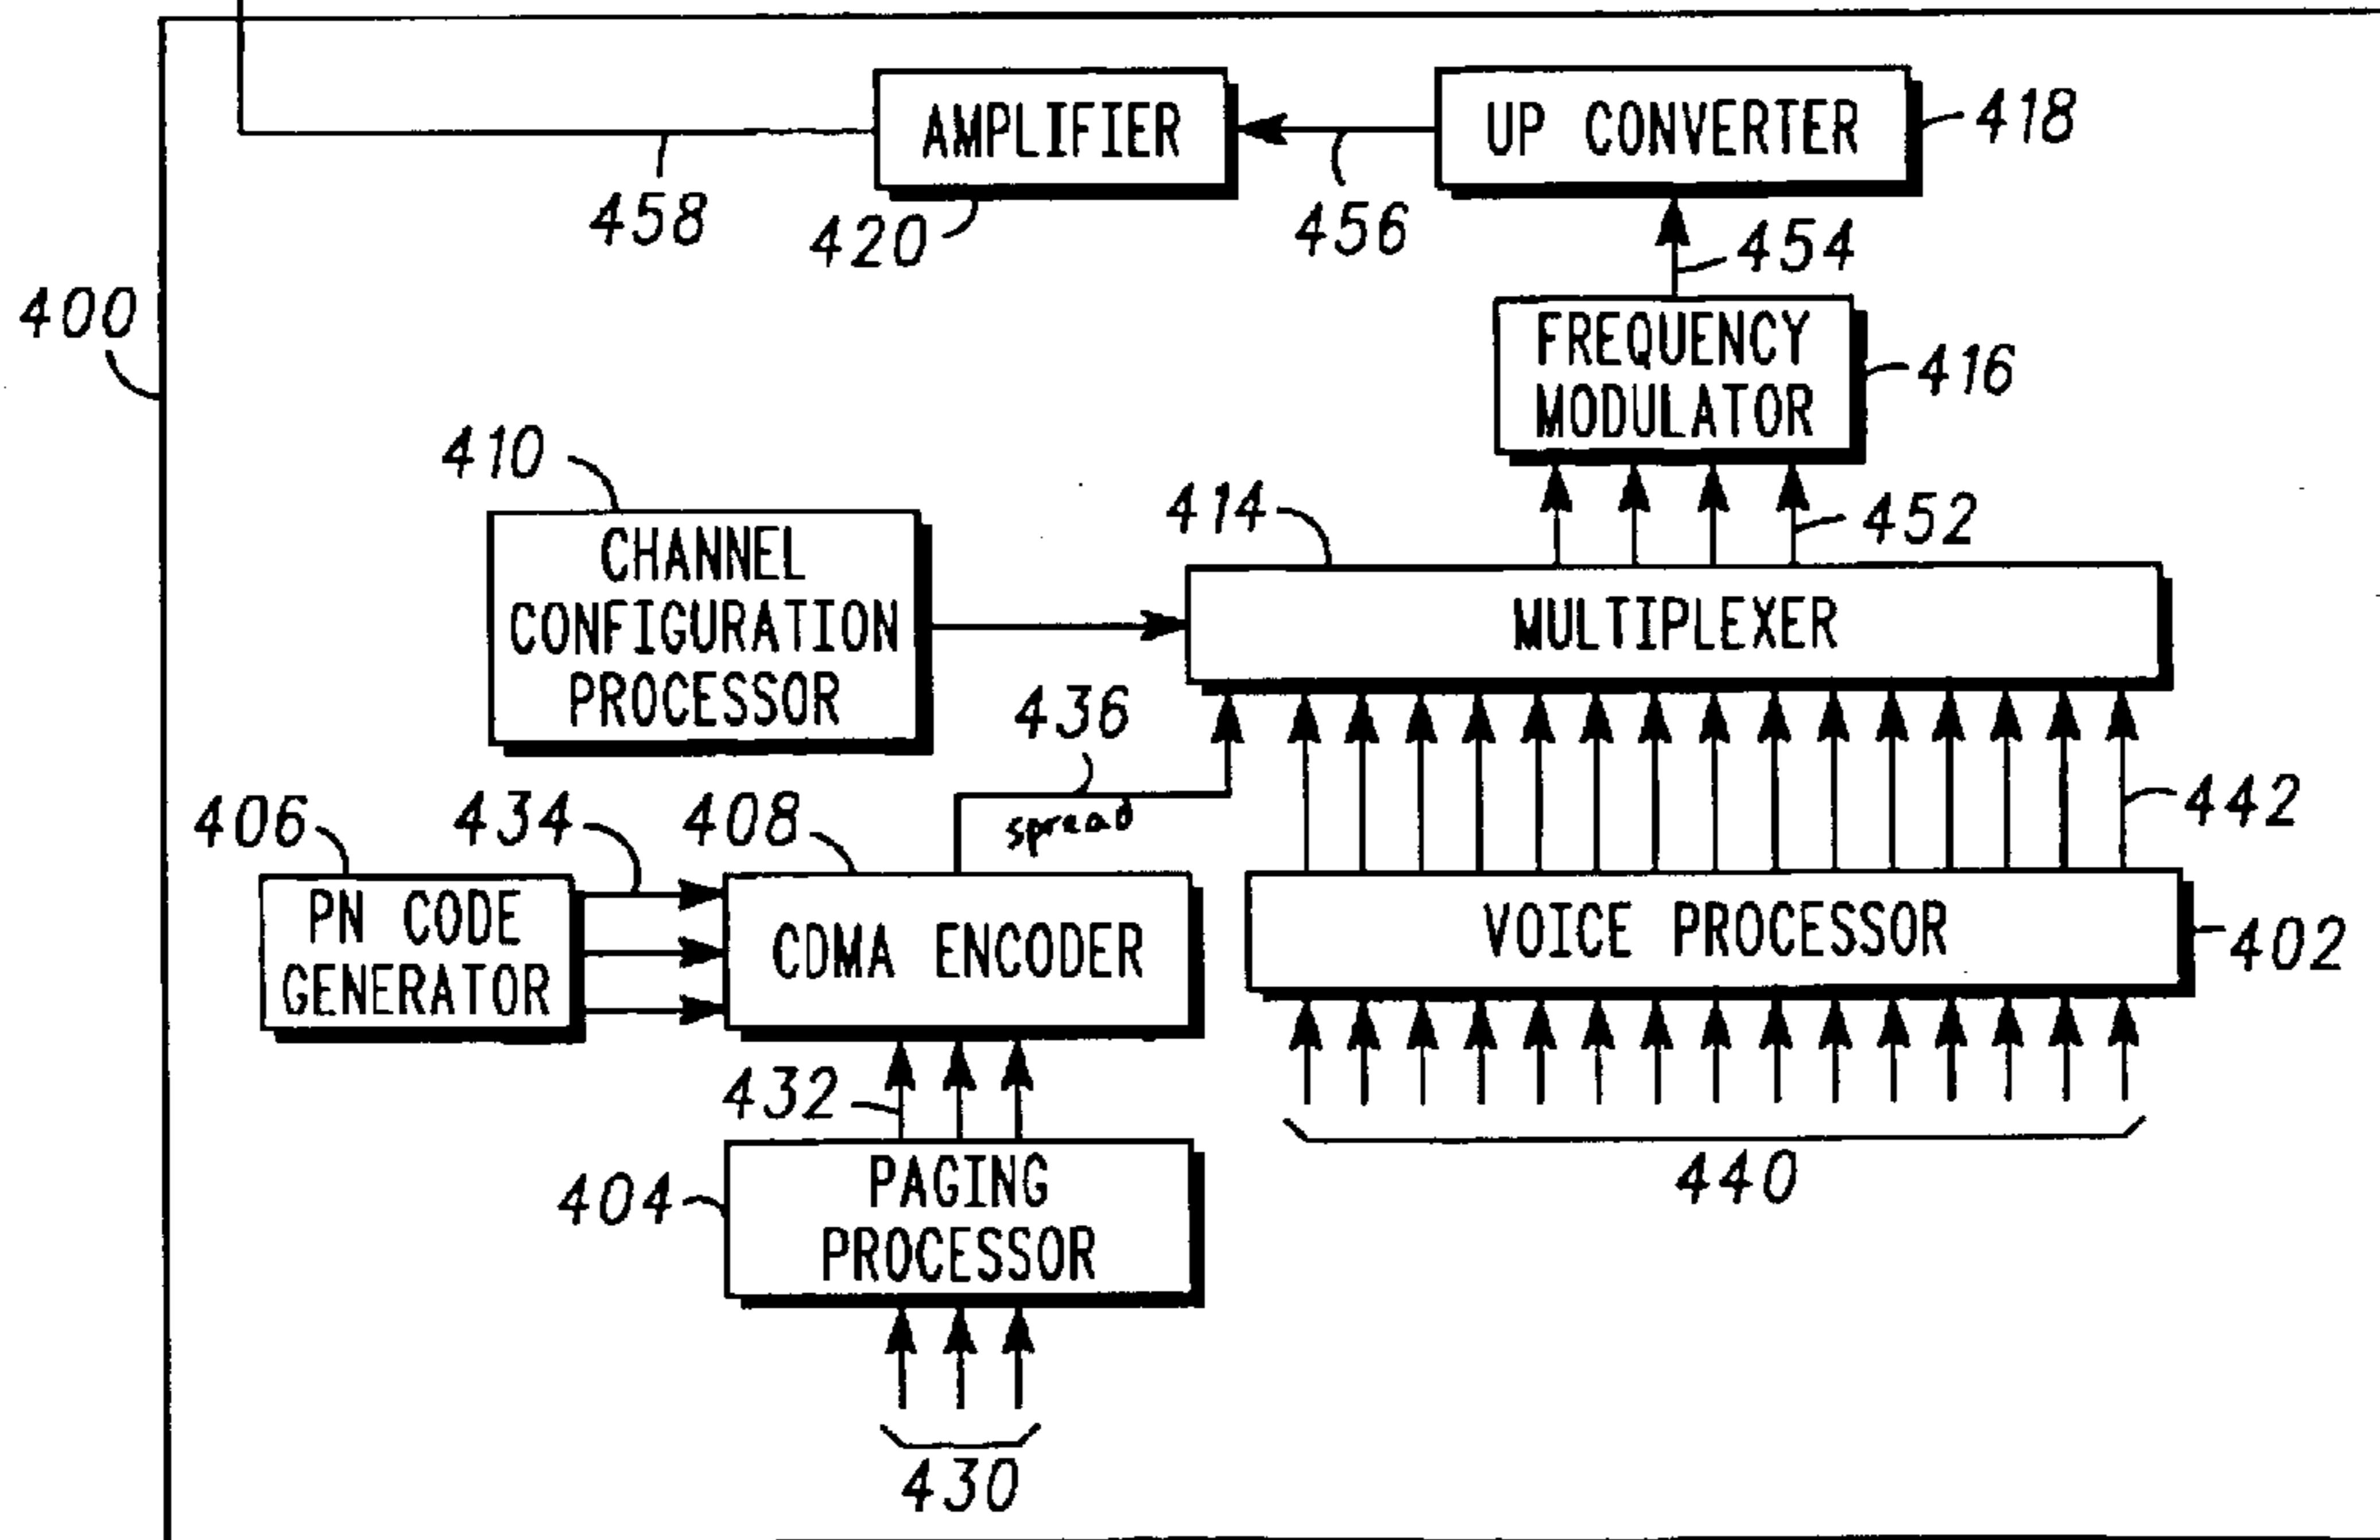 AMPLIFIER
UP CONVERTER
418
458
420
456
454
400
FREQUENCY
MODULATOR
416
410
414
452
CHANNEL
CONFIGURATION
PROCESSOR
MULTIPLEXER
436
442
406
434
408
spread
PN CODE
GENERATOR
CDMA ENCODER
VOICE PROCESSOR
402
432
404
PAGING
PROCESSOR
440
430